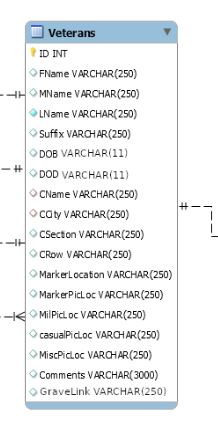 Veterans
ID INT
FName VARCHAR(250)
MName VARCHAR(250)
LName VARCHAR(250)
Suffix VARCHAR(250)
DOB VARCHAR(11)
DOD VARCHAR(11)
CName VARCHAR(250)
CCity VARCHAR(250)
CSection VARCHAR(250)
CRow VARCHAR(250)
MarkerLocation VARCHAR(250)
MarkerPicLoc VARCHAR(250)
MilPicLoc VARCHAR(250)
casualPicLoc VARCHAR(250)
MiscPicLoc VARCHAR(250)
Comments VARCHAR(3000)
GraveLink VARCHAR(250)